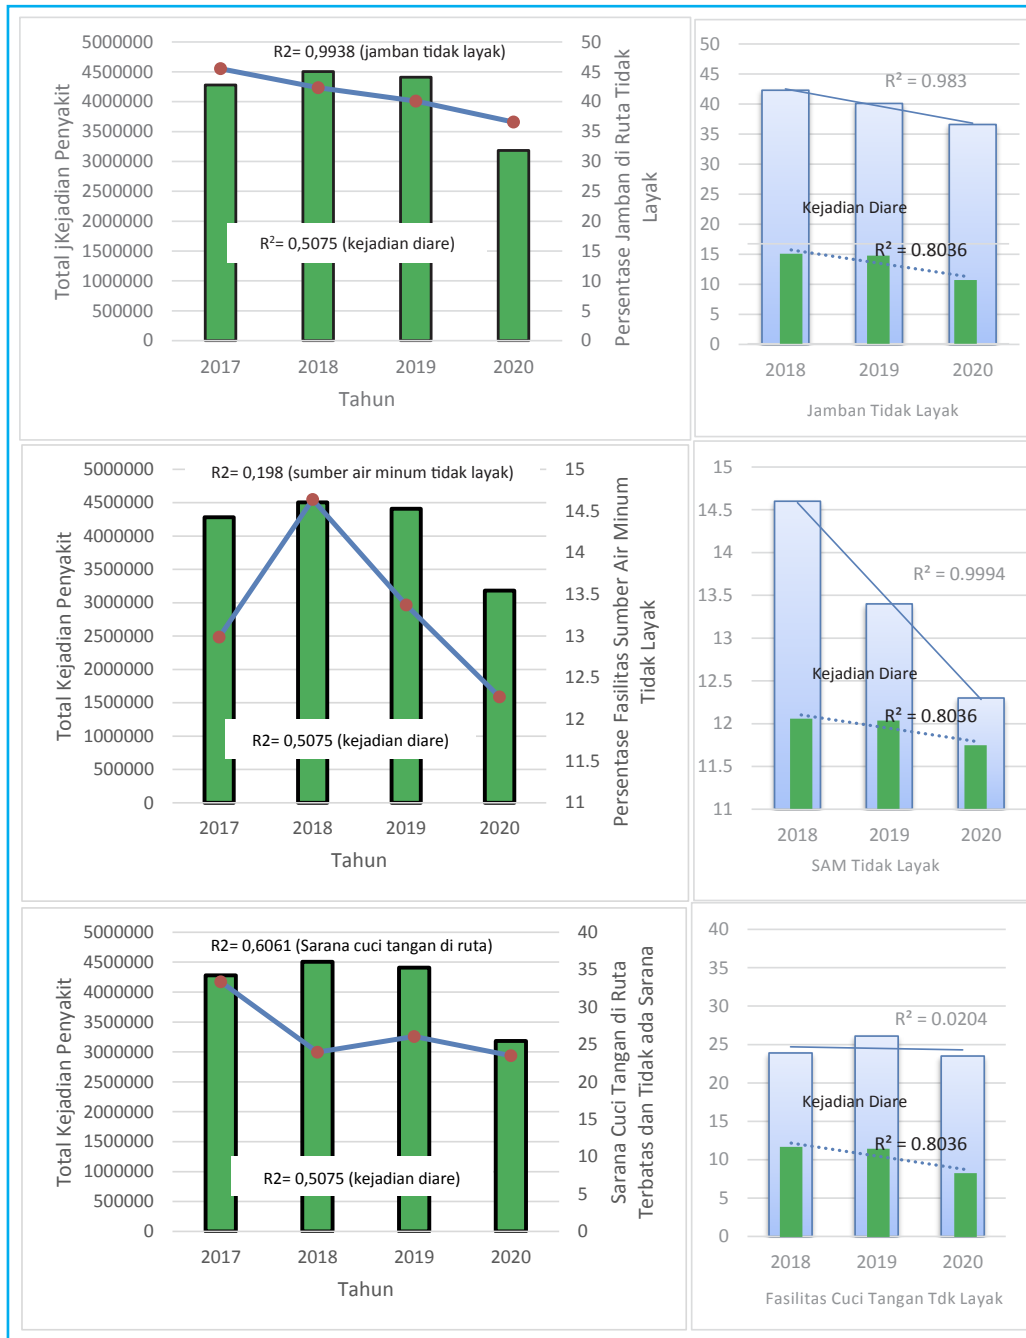 5000000
4500000
4000000
3500000
3000000
2500000
2000000
1500000
1000000
500000
0
Total jKejadian Penyakit
R2= 0,9938 (jamban tidak layak)
R²= 0,5075 (kejadian diare)
50
45
40
35
30
25
20
15
10
5
0
Persentase Jamban di Ruta Tidak
Layak
2017 2018 2019 2020
Tahun
50
45
40
35
30
25
20
15
10
5
0
R² = 0.983
Kejadian Diare
R² = 0.8036
2018 2019 2020
Jamban Tidak Layak
5000000
4500000
4000000
3500000
3000000
2500000
2000000
1500000
1000000
500000
0
Total Kejadian Penyakit
R2= 0,198 (sumber air minum tidak layak)
R2= 0,5075 (kejadian diare)
15
14.5
14
13.5
13
12.5
12
11.5
11
Persentase Fasilitas Sumber Air Minum
Tidak Layak
2017 2018 2019 2020
Tahun
15
14.5
14
13.5
13
12.5
12
11.5
11
R² = 0.9994
Kejadian Diare
R² = 0.8036
2018 2019 2020
SAM Tidak Layak
5000000
4500000
4000000
3500000
3000000
2500000
2000000
1500000
1000000
500000
0
Total Kejadian Penyakit
R2= 0,6061 (Sarana cuci tangan di ruta)
R2= 0,5075 (kejadian diare)
40
35
30
25
20
15
10
5
0
Sarana Cuci Tangan di Ruta
Terbatas dan Tidak ada Sarana
2017 2018 2019 2020
Tahun
40
35
30
25
20
15
10
5
0
R² = 0.0204
Kejadian Diare
R² = 0.8036
2018 2019 2020
Fasilitas Cuci Tangan Tdk Layak